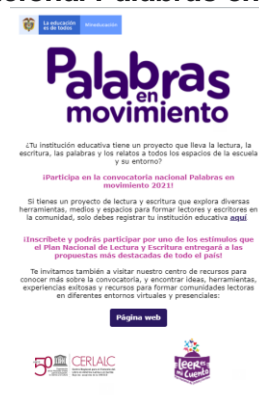 La educación
es de todos
Mineducación
Palabras
en
movimiento
¿Tu institución educativa tiene un proyecto que lleva la lectura, la
escritura, las palabras y los relatos a todos los espacios de la escuela
y su entorno?
¡Participa en la convocatoria nacional Palabras en
movimiento 2021!
Si tienes un proyecto de lectura y escritura que explora diversas
herramientas, medios y espacios para formar lectores y escritores en
la comunidad, solo debes registrar tu institución educativa aquí
¡Inscríbete y podrás participar por uno de los estímulos que
el Plan Nacional de Lectura y Escritura entregará a las
propuestas más destacadas de todo el país!
Te invitamos también a visitar nuestro centro de recursos para
conocer más sobre la convocatoria, y encontrar ideas, herramientas,
experiencias exitosas y recursos para formar comunidades lectoras
en diferentes entornos virtuales y presenciales:
Página web
CERLALC
Leer es
mi Cuento